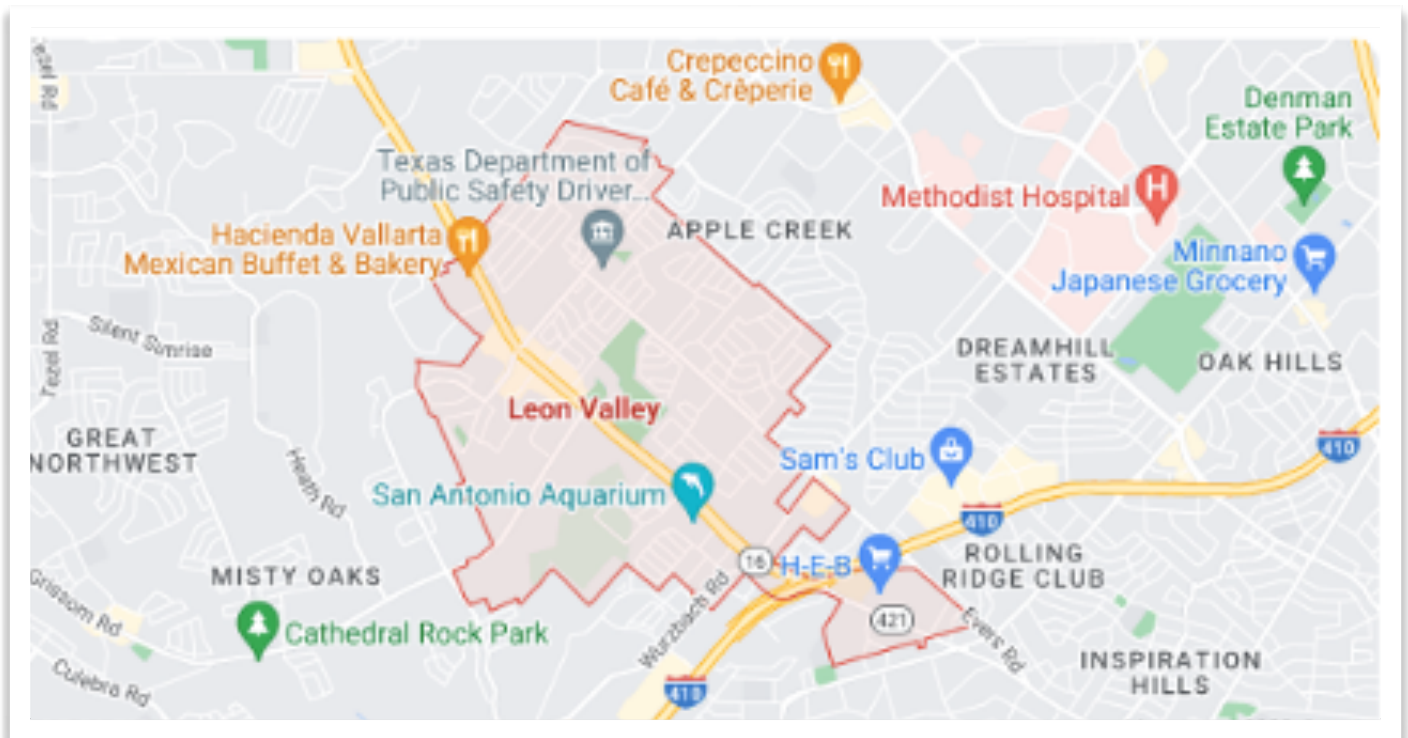 Crepeccino
Café & Crêperie
Denman
Estate Park
Texas Department of
Public Safety Driver...
Methodist Hospital
H
APPLE CREEK
Hacienda Vallarta
Mexican Buffet & Bakery
Minnano
Japanese Grocery
Silent Sunrise
Tezel Rd
DREAMHILL
ESTATES
OAK HILLS
Leon Valley
GREAT
NORTHWEST
Heath Rd
Sam's Club
410
San Antonio Aquarium
410
16
H-E-B
ROLLING
RIDGE CLUB
MISTY OAKS
Grissom Rd
Wurzbach Rd
421
Evers Rd
Cathedral Rock Park
Culebra Rd
410
INSPIRATION
HILLS